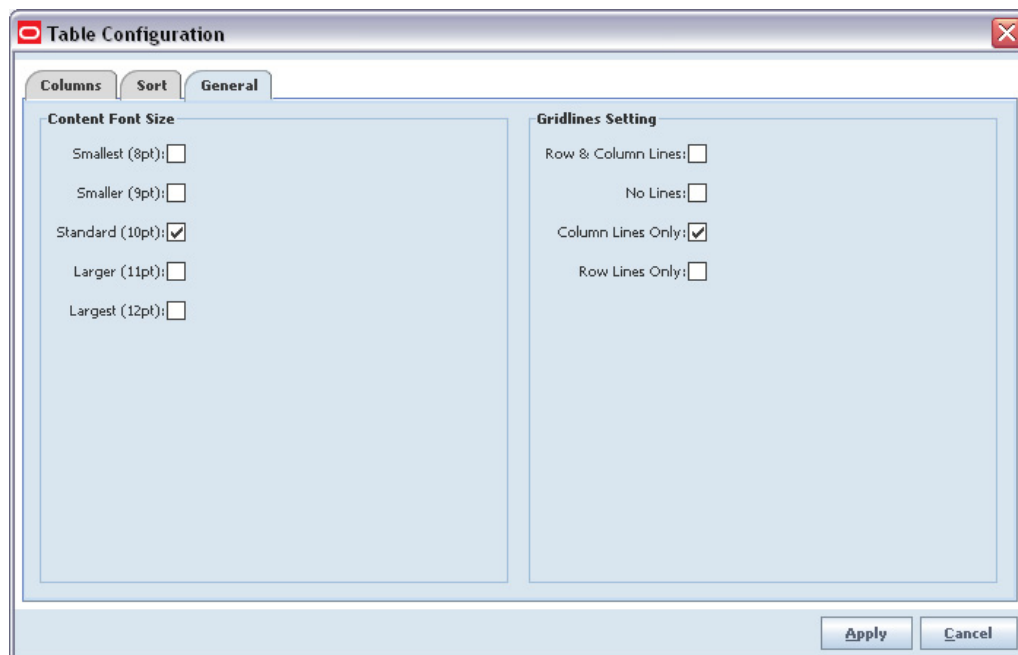 Table Configuration
Columns Sort General
Content Font Size
Smallest (8pt):
Smaller (9pt):
Standard (10pt):
Larger (11pt):
Largest (12pt):
Gridlines Setting
Row & Column Lines:
No Lines:
Column Lines Only:
Row Lines Only:
Apply Cancel